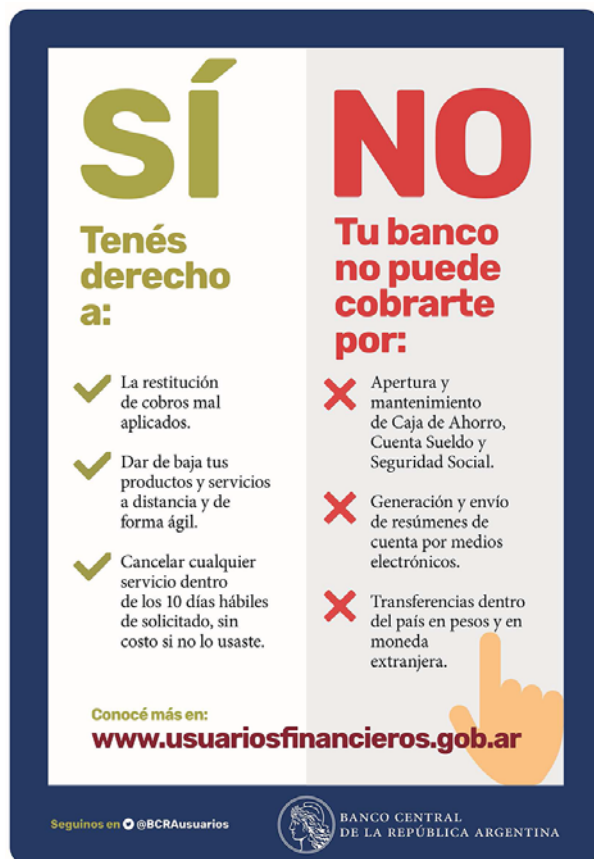 SÍ
Tenés
derecho
a:
La restitución
de cobros mal
aplicados.
Dar de baja tus
productos y servicios
a distancia y de
forma ágil.
Cancelar cualquier
servicio dentro
de los 10 días hábiles
de solicitado, sin
costo si no lo usaste.
NO
Tu banco
no puede
cobrarte
por:
Apertura y
mantenimiento
de Caja de Ahorro,
Cuenta Sueldo y
Seguridad Social.
Generación y envío
de resúmenes de
cuenta por medios
electrónicos.
Transferencias dentro
del país en pesos y en
moneda
extranjera.
Conocé más en:
www.usuariosfinancieros.gob.ar
Seguinos en @BCRAusuarios
BANCO CENTRAL
DE LA REPÚBLICA ARGENTINA